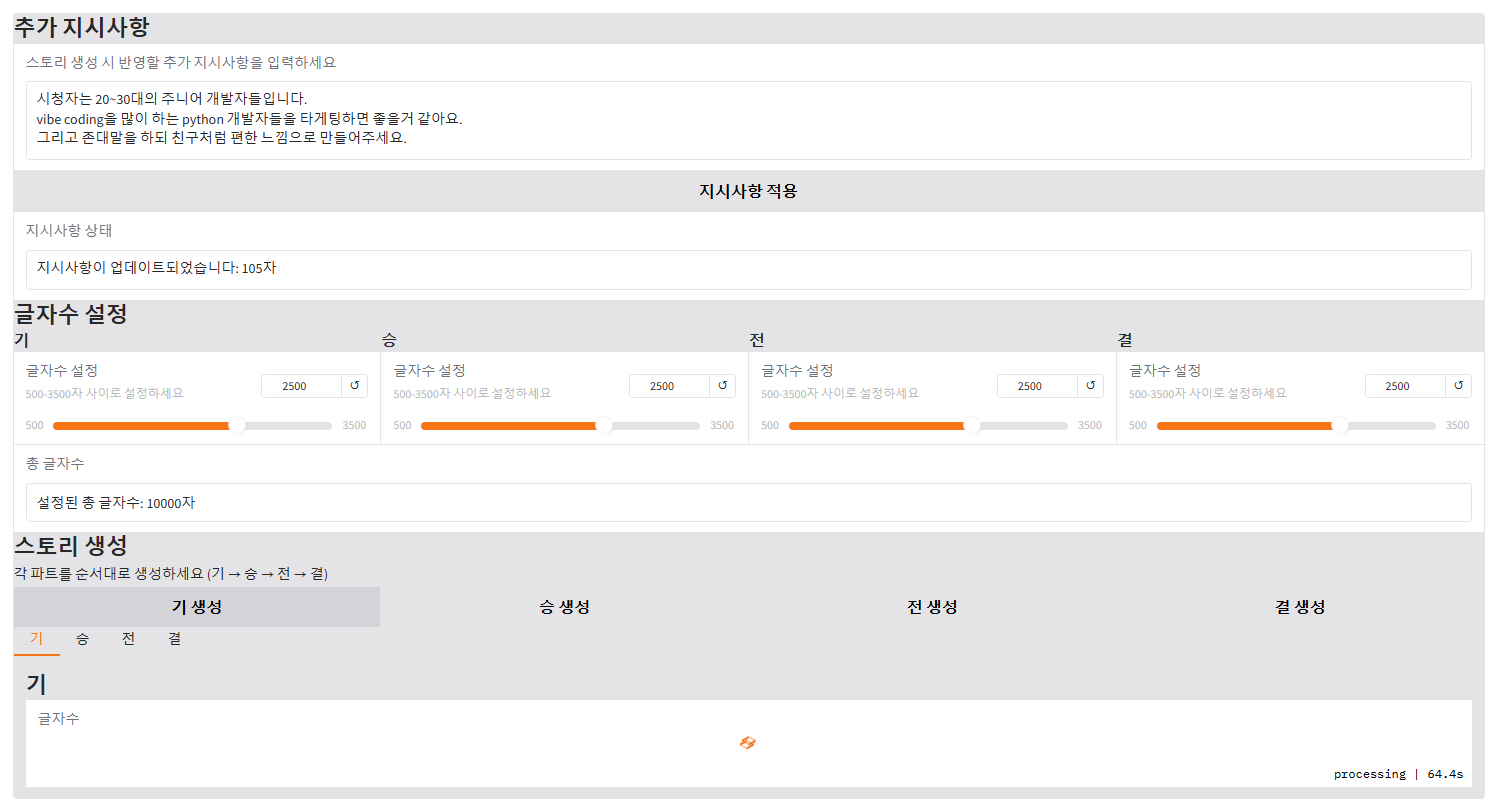 추가 지시사항
스토리 생성 시 반영할 추가 지시사항을 입력하세요
시청자는 20~30대의 주니어 개발자들입니다.
vibe coding을 많이 하는 python 개발자들을 타게팅하면 좋을거 같아요.
그리고 존대말을 하되 친구처럼 편한 느낌으로 만들어주세요.
지시사항 적용
지시사항 상태
지시사항이 업데이트되었습니다: 105자
글자수 설정
기 승 전 결
글자수 설정 글자수 설정 글자수 설정 글자수 설정
500-3500자 사이로 설정하세요 2500 ↺ 500-3500자 사이로 설정하세요 2500 ↺ 500-3500자 사이로 설정하세요 2500 ↺ 500-3500자 사이로 설정하세요 2500 ↺
500 3500 500 3500 500 3500 500 3500
총 글자수
설정된 총 글자수: 10000자
스토리 생성
각 파트를 순서대로 생성하세요 (기 → 승 → 전 → 결)
기 생성 승 생성 전 생성 결 생성
기 승 전 결
기
글자수
processing | 64.4s